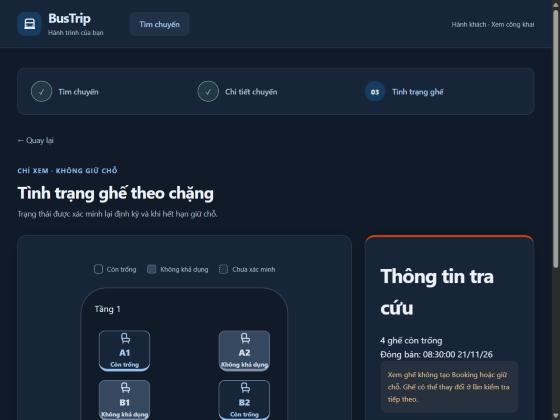 BusTrip
Hành trình của bạn
Tìm chuyến
Hành khách · Xem công khai
✓ Tìm chuyến
✓ Chi tiết chuyến
03 Tình trạng ghế
← Quay lại
CHỈ XEM · KHÔNG GIỮ CHỖ
Tình trạng ghế theo chặng
Trạng thái được xác minh lại định kỳ và khi hết hạn giữ chỗ.
Còn trống
Không khả dụng
Chưa xác minh
Tầng 1
A1
Còn trống
A2
Không khả dụng
B1
Không khả dụng
B2
Còn trống
Thông tin tra
cứu
4 ghế còn trống
Đóng bán: 08:30:00 21/11/26
Xem ghế không tạo Booking hoặc giữ
chỗ. Ghế có thể thay đổi ở lần kiểm tra
tiếp theo.